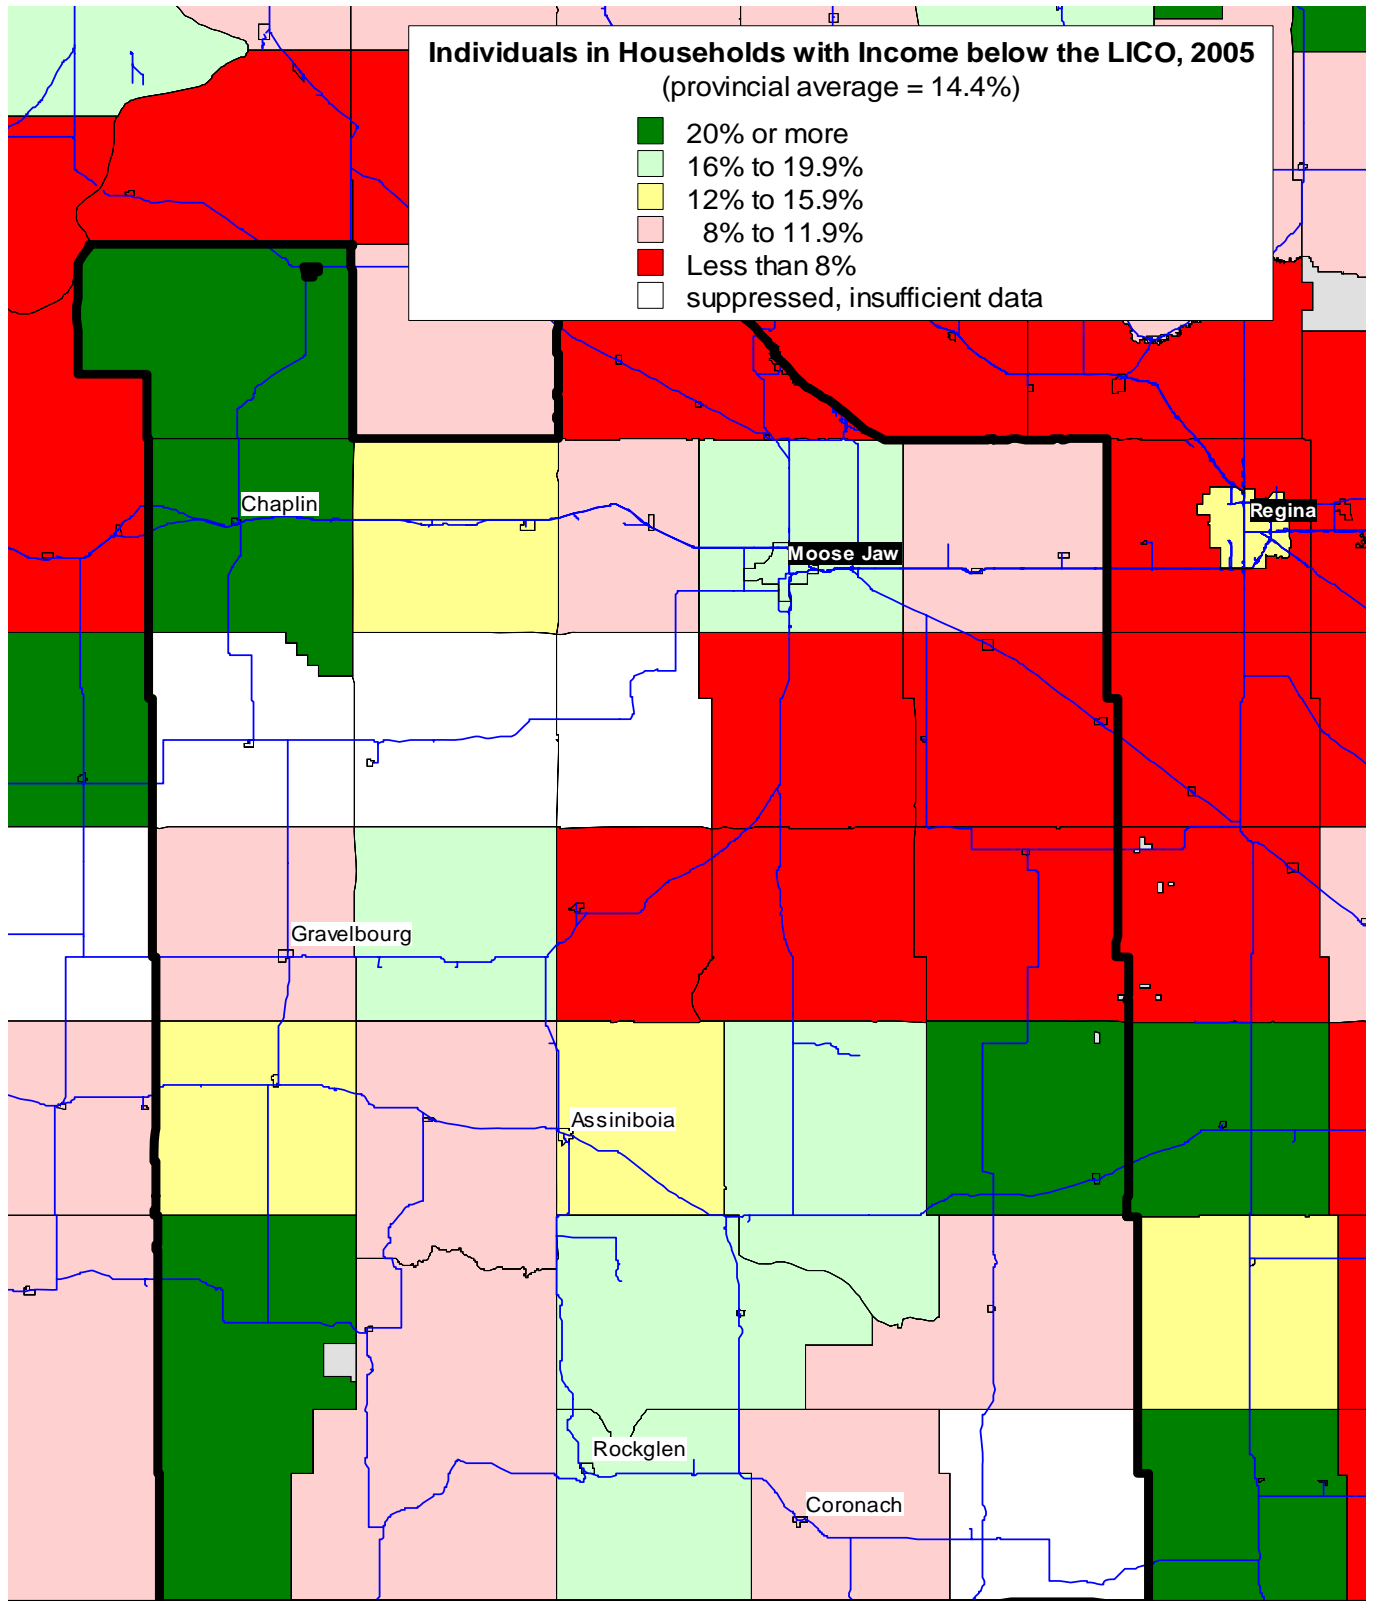 Individuals in Households with Income below the LICO, 2005
(provincial average = 14.4%)
20% or more
16% to 19.9%
12% to 15.9%
8% to 11.9%
Less than 8%
suppressed, insufficient data
Chaplin
Regina
Moose Jaw
Gravelbourg
Assiniboia
Rockglen
Coronach